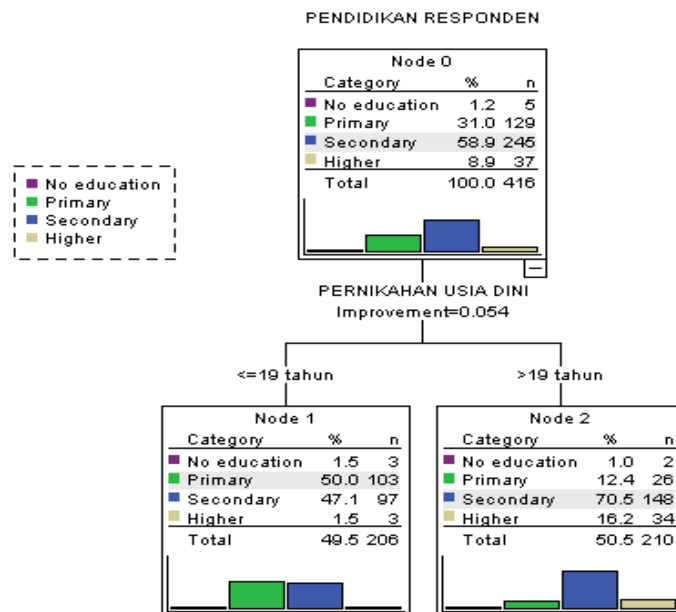 PENDIDIKAN RESPONDEN
Node 0
Category % n
No education 1.2 5
Primary 31.0 129
Secondary 58.9 245
Higher 8.9 37
Total 100.0 416
No education
Primary
Secondary
Higher
PERNIKAHAN USIA DINI
Improvement=0.054
<=19 tahun
>19 tahun
Node 1
Category % n
No education 1.5 3
Primary 50.0 103
Secondary 47.1 97
Higher 1.5 3
Total 49.5 206
Node 2
Category % n
No education 1.0 2
Primary 12.4 26
Secondary 70.5 148
Higher 16.2 34
Total 50.5 210